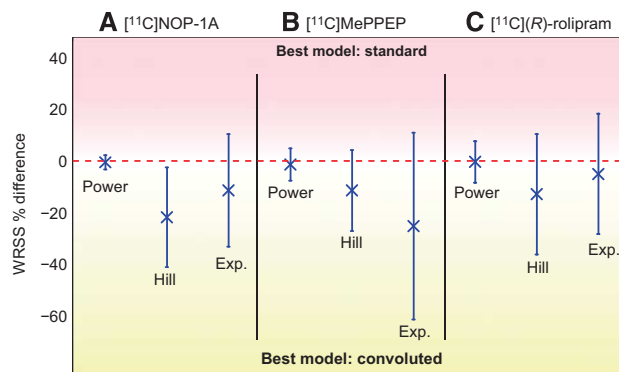 A [¹¹C]NOP-1A B [¹¹C]MePPEP C [¹¹C](R)-rolipram
Best model: standard
40
20
0
−20
−40
−60
WRSS % difference
Power
Hill
Exp.
Power
Hill
Exp.
Power
Hill
Exp.
Best model: convoluted